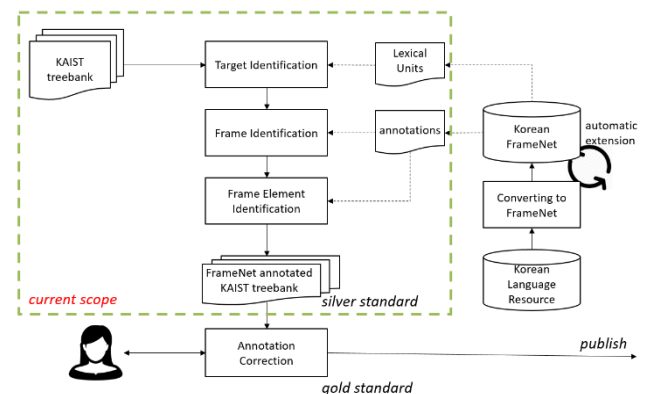 KAIST
treebank
Target Identification
Lexical
Units
Frame Identification
annotations
Korean
FrameNet
automatic
extension
Frame Element
Identification
Converting to
FrameNet
FrameNet annotated
KAIST treebank
Korean
Language
Resource
current scope
silver standard
Annotation
Correction
publish
gold standard